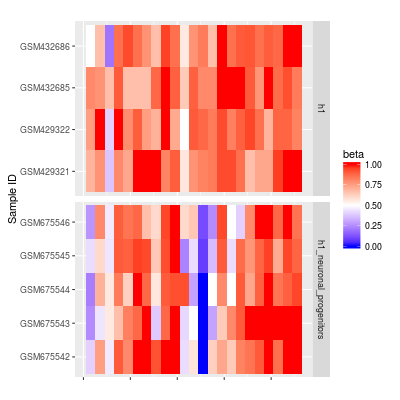 Sample ID
GSM432686
GSM432685
GSM429322
GSM429321
h1
GSM675546
GSM675545
GSM675544
GSM675543
GSM675542
h1_neuronal_progenitors
beta
1.00
0.75
0.50
0.25
0.00